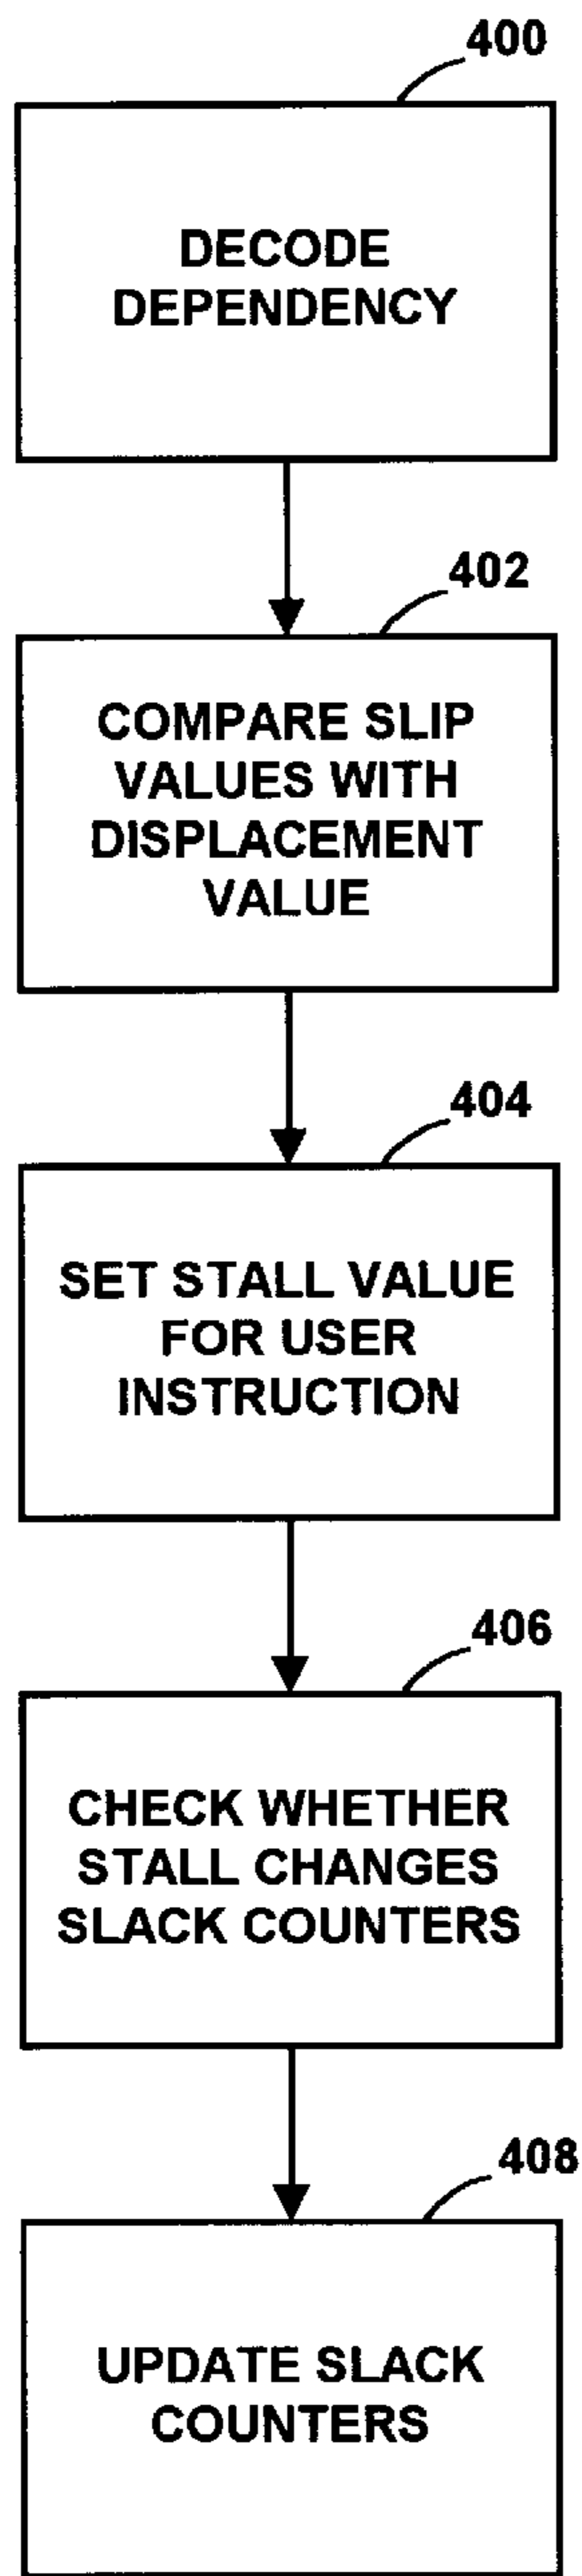 400
DECODE
DEPENDENCY
402
COMPARE SLIP
VALUES WITH
DISPLACEMENT
VALUE
404
SET STALL VALUE
FOR USER
INSTRUCTION
406
CHECK WHETHER
STALL CHANGES
SLACK COUNTERS
408
UPDATE SLACK
COUNTERS